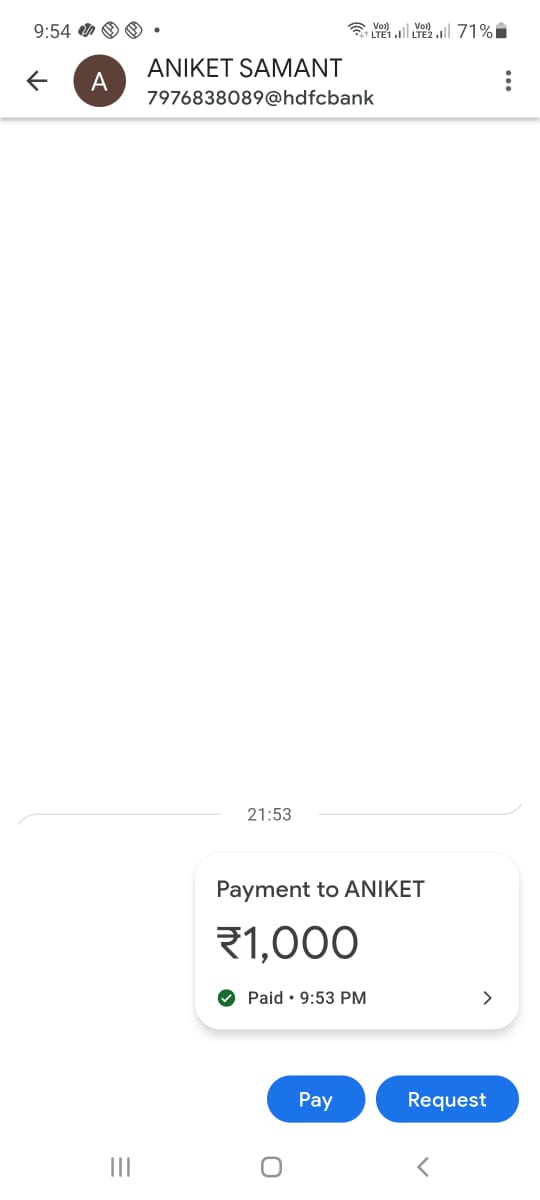 9:54
Vo)) LTE1 Vo)) LTE2 71%
A
ANIKET SAMANT
7976838089@hdfcbank
21:53
Payment to ANIKET
₹1,000
Paid • 9:53 PM
Pay
Request